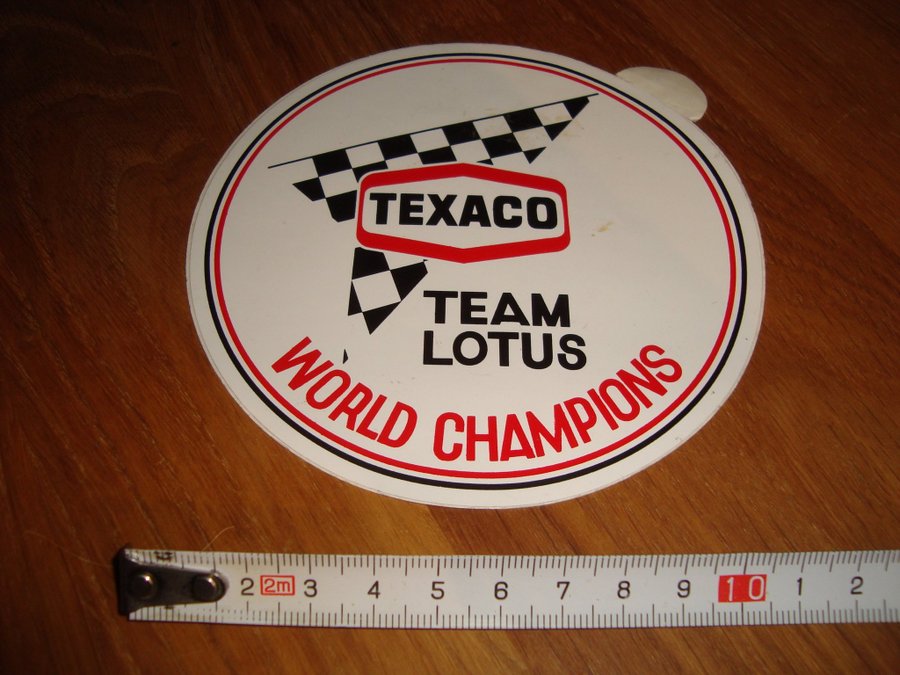 TEXACO
TEAM
LOTUS
WORLD CHAMPIONS
2 2m 3 4 5 6 7 8 9 10 1 2